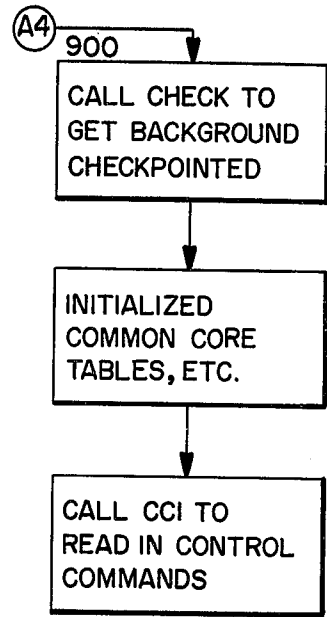 A4
900
CALL CHECK TO
GET BACKGROUND
CHECKPOINTED
INITIALIZED
COMMON CORE
TABLES, ETC.
CALL CCI TO
READ IN CONTROL
COMMANDS